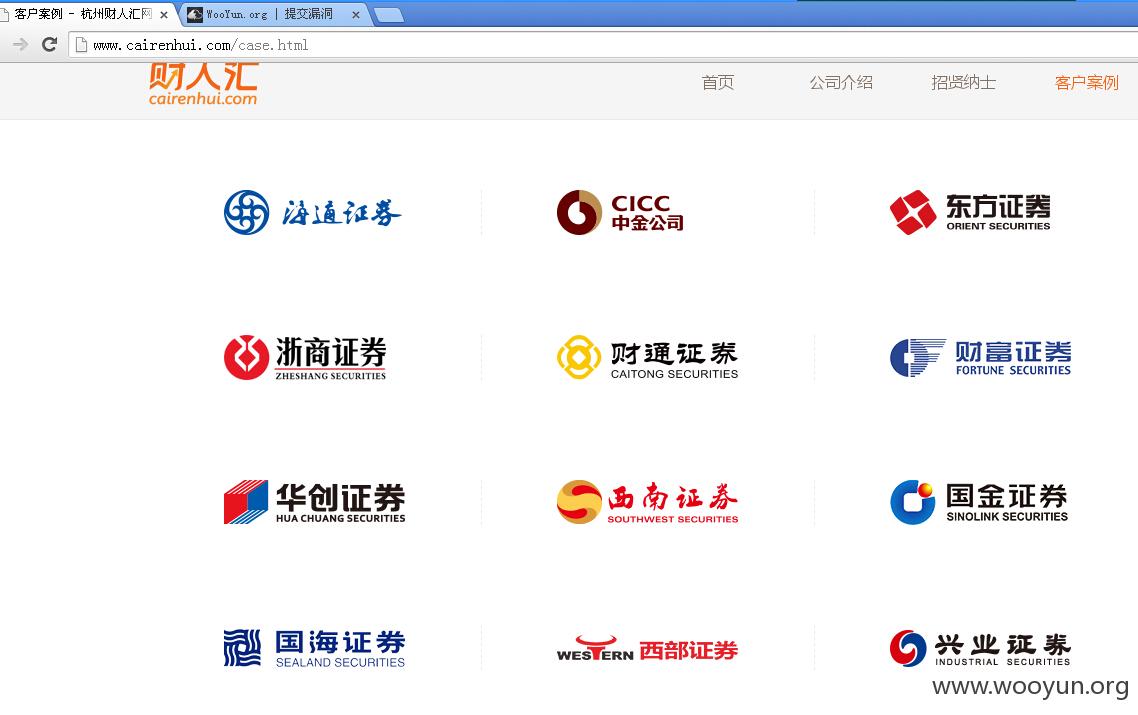 客户案例 - 杭州财人汇网
WooYun.org | 提交漏洞
www.cairenhui.com/case.html
财人汇
cairenhui.com
首页
公司介绍
招贤纳士
客户案例
海通证券
CICC
中金公司
东方证券
ORIENT SECURITIES
浙商证券
ZHESHANG SECURITIES
财通证券
CAITONG SECURITIES
财富证券
FORTUNE SECURITIES
华创证券
HUA CHUANG SECURITIES
西南证券
SOUTHWEST SECURITIES
国金证券
SINOLINK SECURITIES
国海证券
SEALAND SECURITIES
WESTERN 西部证券
兴业证券
INDUSTRIAL SECURITIES
www.wooyun.org